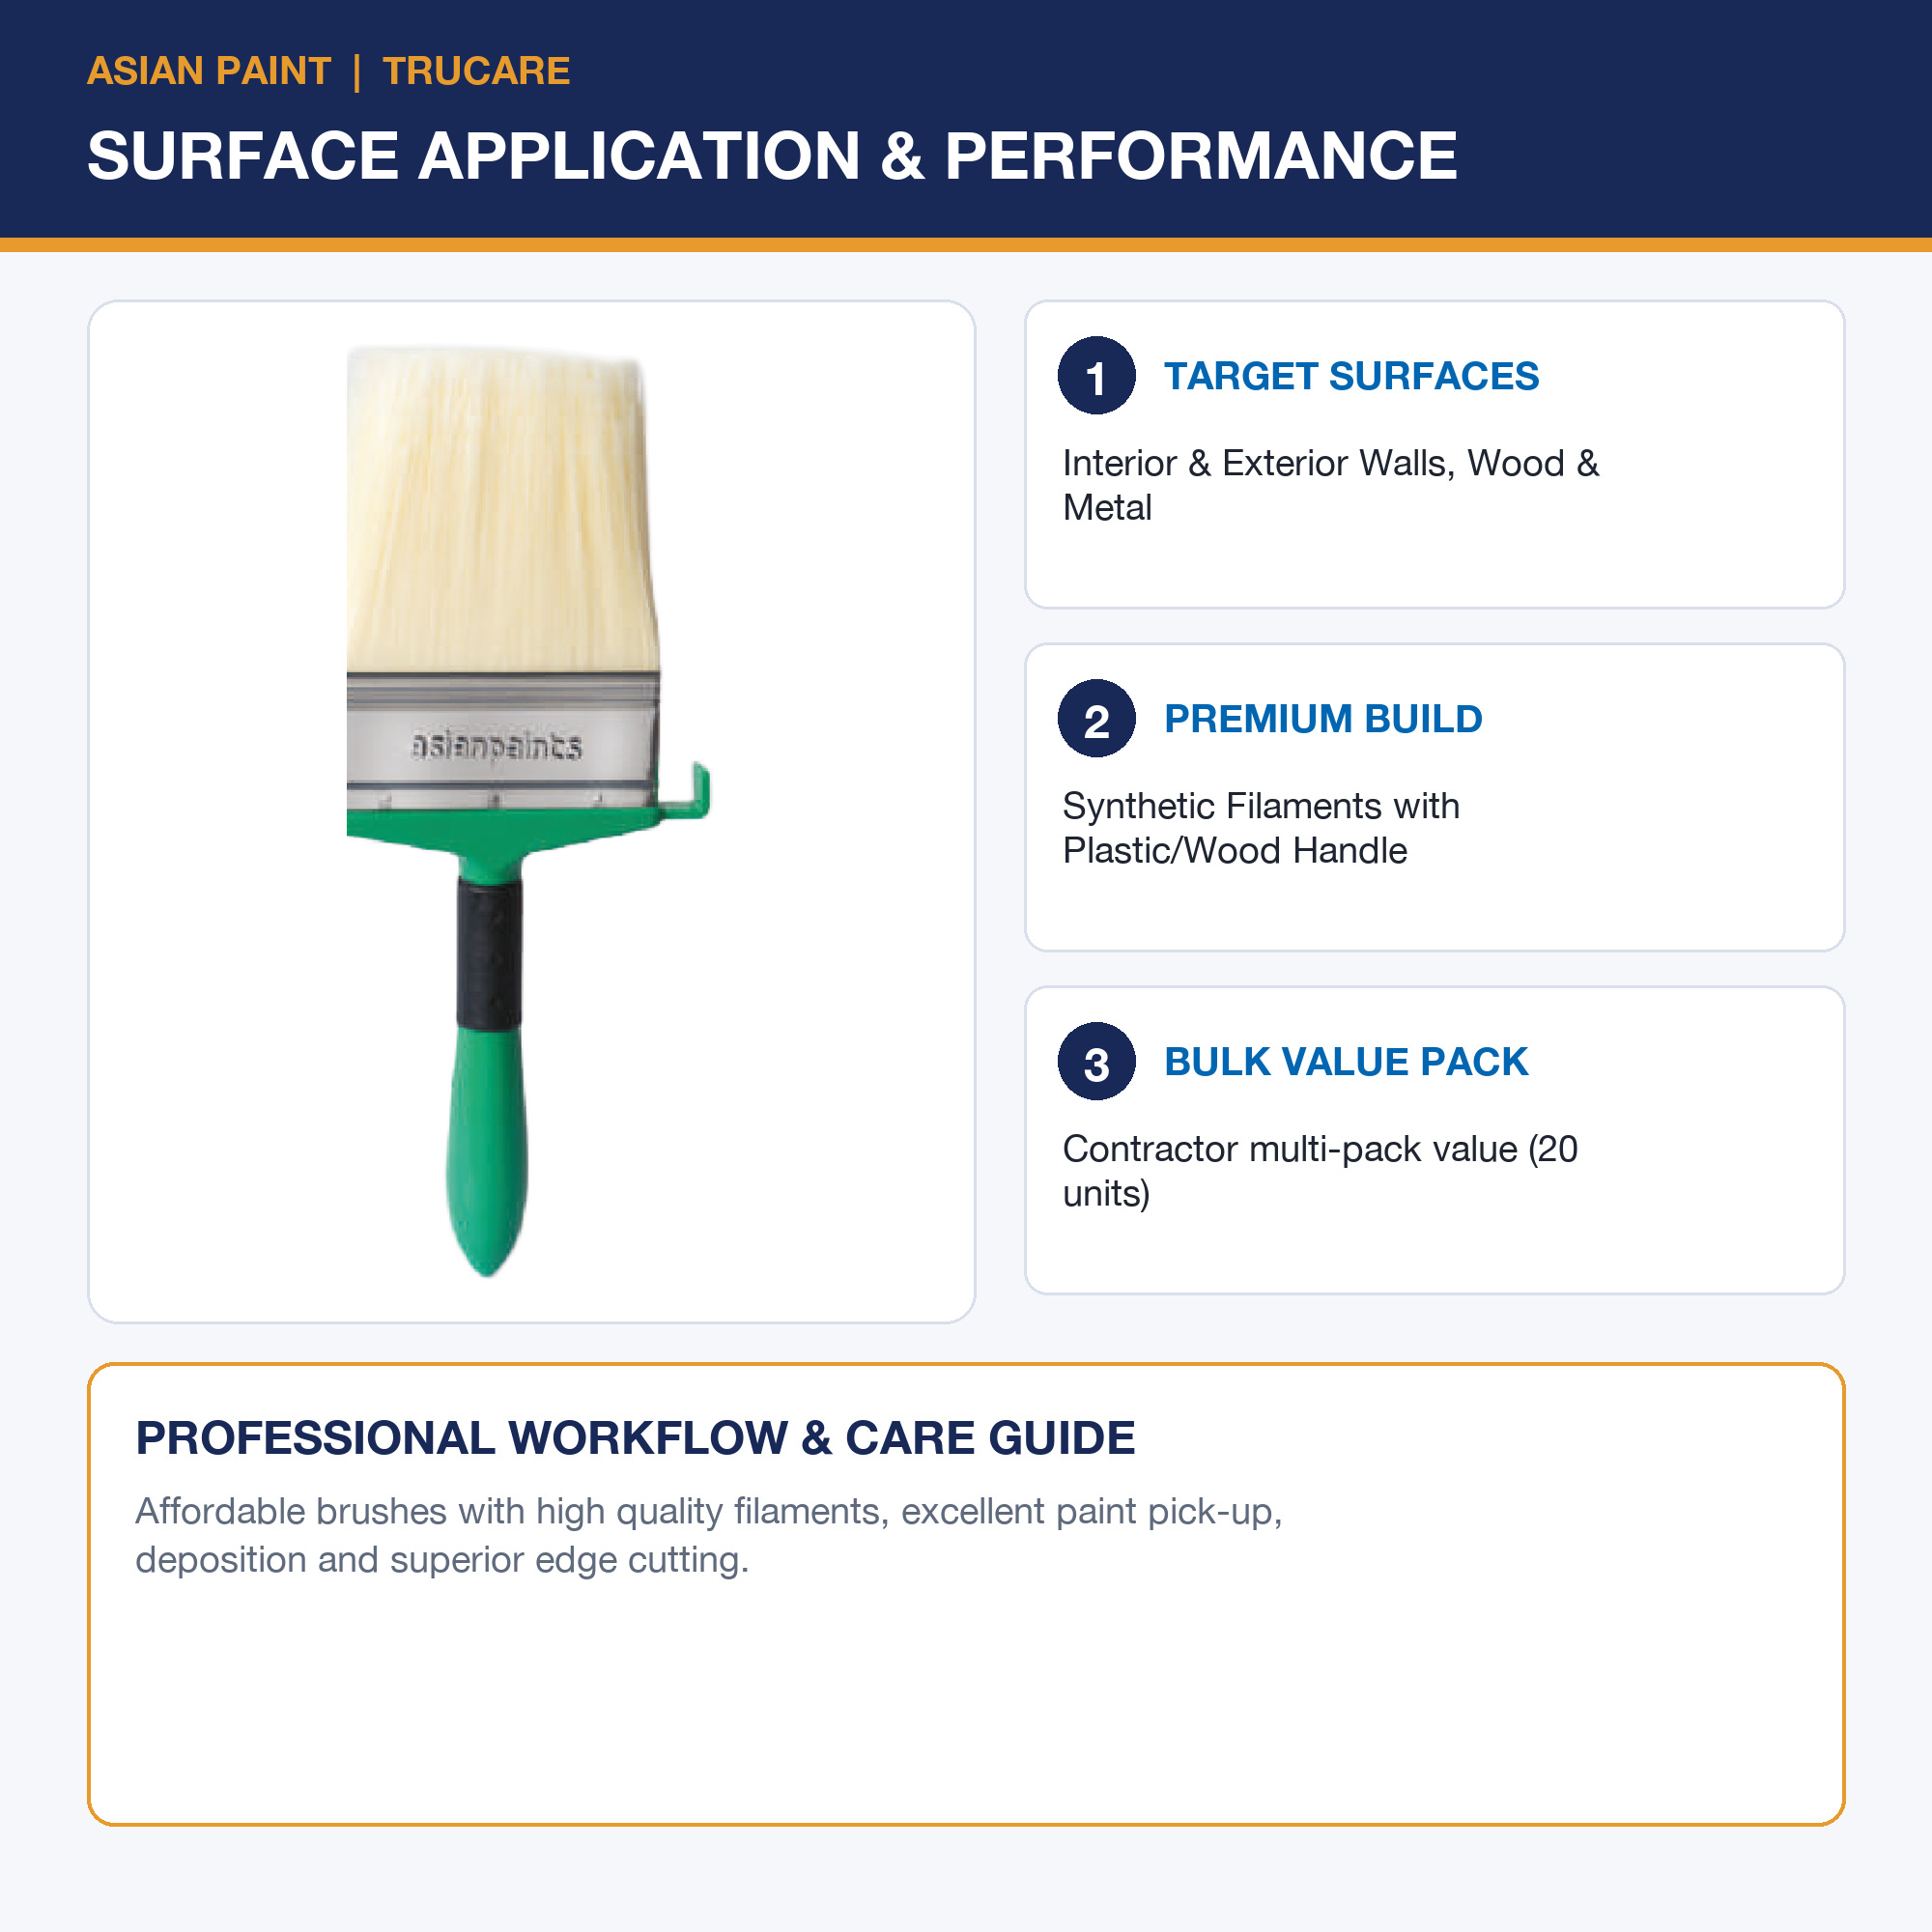 ASIAN PAINT | TRUCARE
SURFACE APPLICATION & PERFORMANCE
asianpaints
1 TARGET SURFACES
Interior & Exterior Walls, Wood &
Metal
2 PREMIUM BUILD
Synthetic Filaments with
Plastic/Wood Handle
3 BULK VALUE PACK
Contractor multi-pack value (20
units)
PROFESSIONAL WORKFLOW & CARE GUIDE
Affordable brushes with high quality filaments, excellent paint pick-up,
deposition and superior edge cutting.